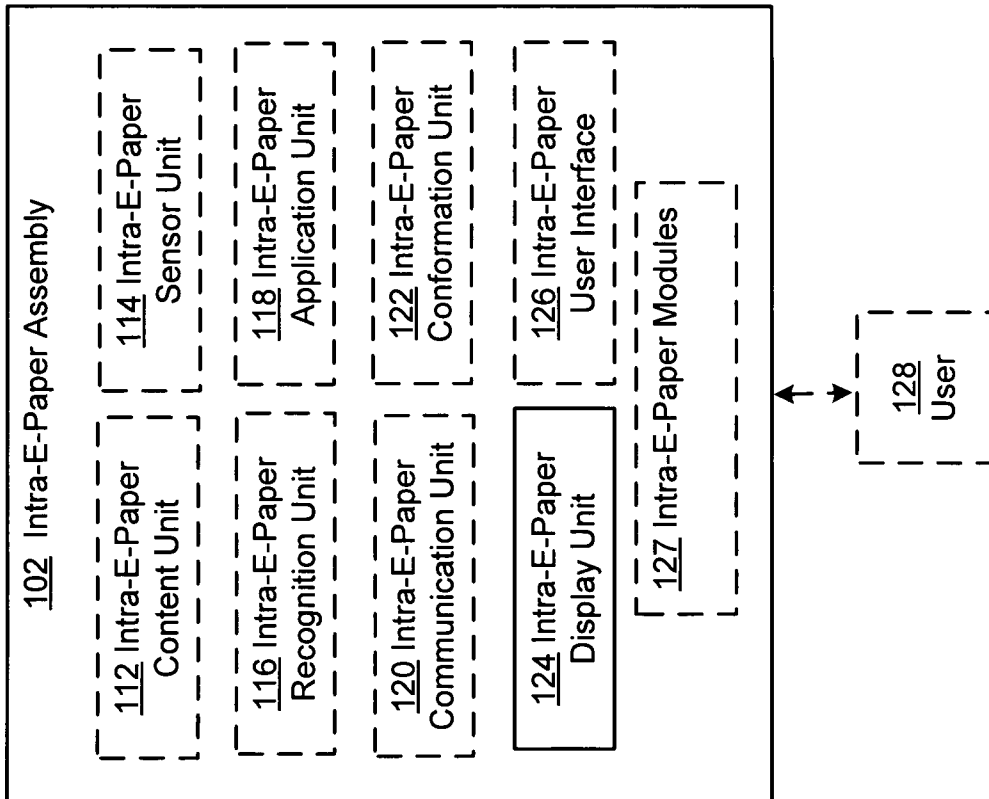 102 Intra-E-Paper Assembly
112 Intra-E-Paper
Content Unit
114 Intra-E-Paper
Sensor Unit
116 Intra-E-Paper
Recognition Unit
118 Intra-E-Paper
Application Unit
120 Intra-E-Paper
Communication Unit
122 Intra-E-Paper
Conformation Unit
124 Intra-E-Paper
Display Unit
126 Intra-E-Paper
User Interface
127 Intra-E-Paper Modules
128
User